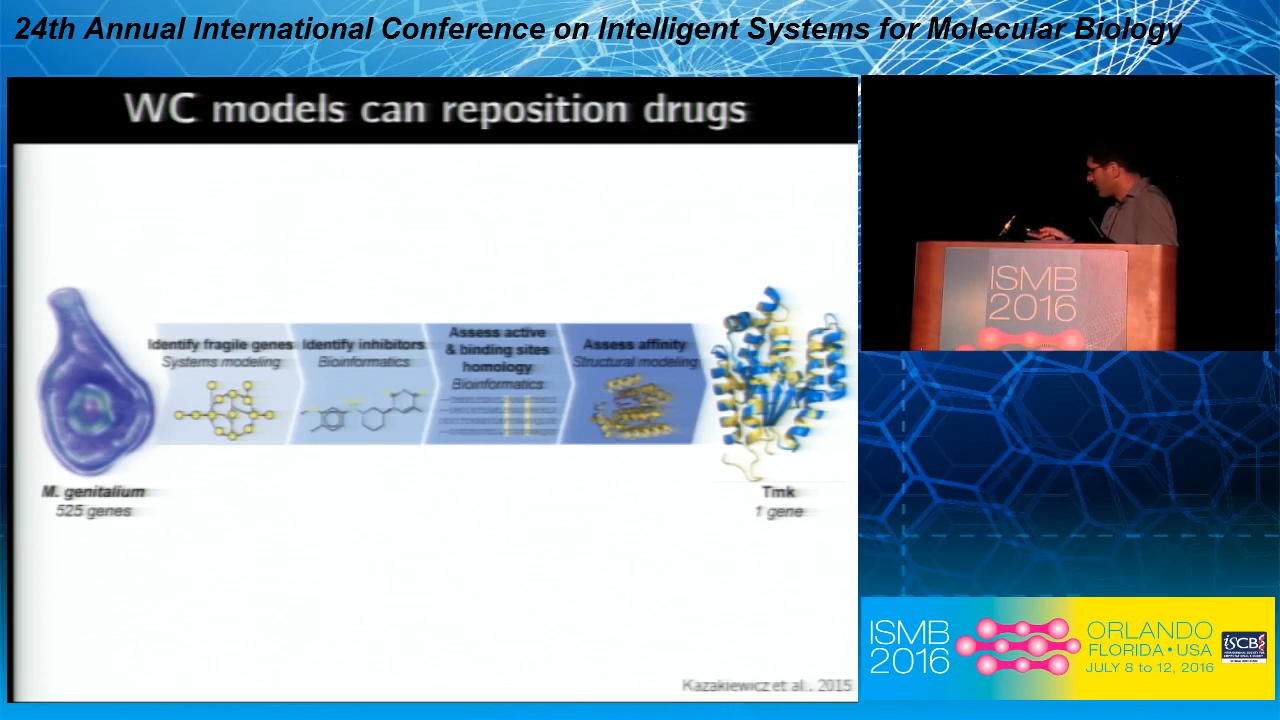 24th Annual International Conference on Intelligent Systems for Molecular Biology
WC models can reposition drugs
Identify fragile genes
Systems modeling
Identify inhibitors
Bioinformatics
Assess active
& binding sites
homology
Bioinformatics
Assess affinity
Structural modeling
M. genitalium
525 genes
Tmk
1 gene
Kazakiewicz et al., 2015
ISMB
2016
ISMB
2016
ORLANDO
FLORIDA • USA
JULY 8 to 12, 2016
ISCB